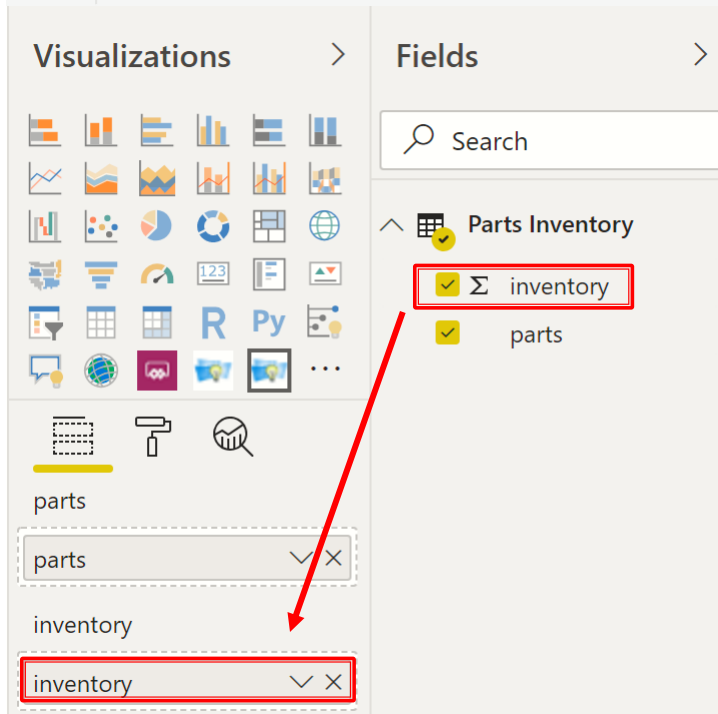 Visualizations
123
R
Py
parts
parts
inventory
inventory
Fields
Search
Parts Inventory
Σ inventory
parts